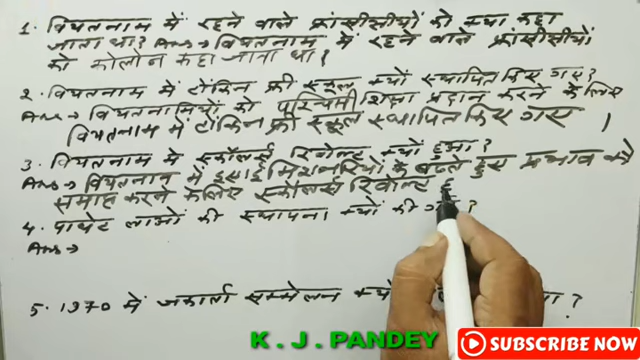 1. वियतनाम में रहने वाले फ्रांसीसीयों को क्या कहा
जाता था? Ans → वियतनाम में रहने वाले फ्रांसीसीयों
को कोलोन कहा जाता था।
2. वियतनाम में टोंकिन फ्री स्कूल क्यों स्थापित किए गए?
Ans → वियतनामियों को पश्चिमी शिक्षा प्रदान करने के लिए
वियतनाम में टोंकिन फ्री स्कूल स्थापित किए गए।
3. वियतनाम में स्कॉलर्स रिवोल्ट क्यों हुआ?
Ans → वियतनाम में इसाई मिशनरियों के बढ़ते हुए प्रभाव को
समाप्त करने के लिए स्कॉलर्स रिवोल्ट
4. पाथेट लाओ की स्थापना क्यों की ?
Ans →
5. 1970 में जकार्ता सम्मेलन ?
K. J. PANDEY
SUBSCRIBE NOW